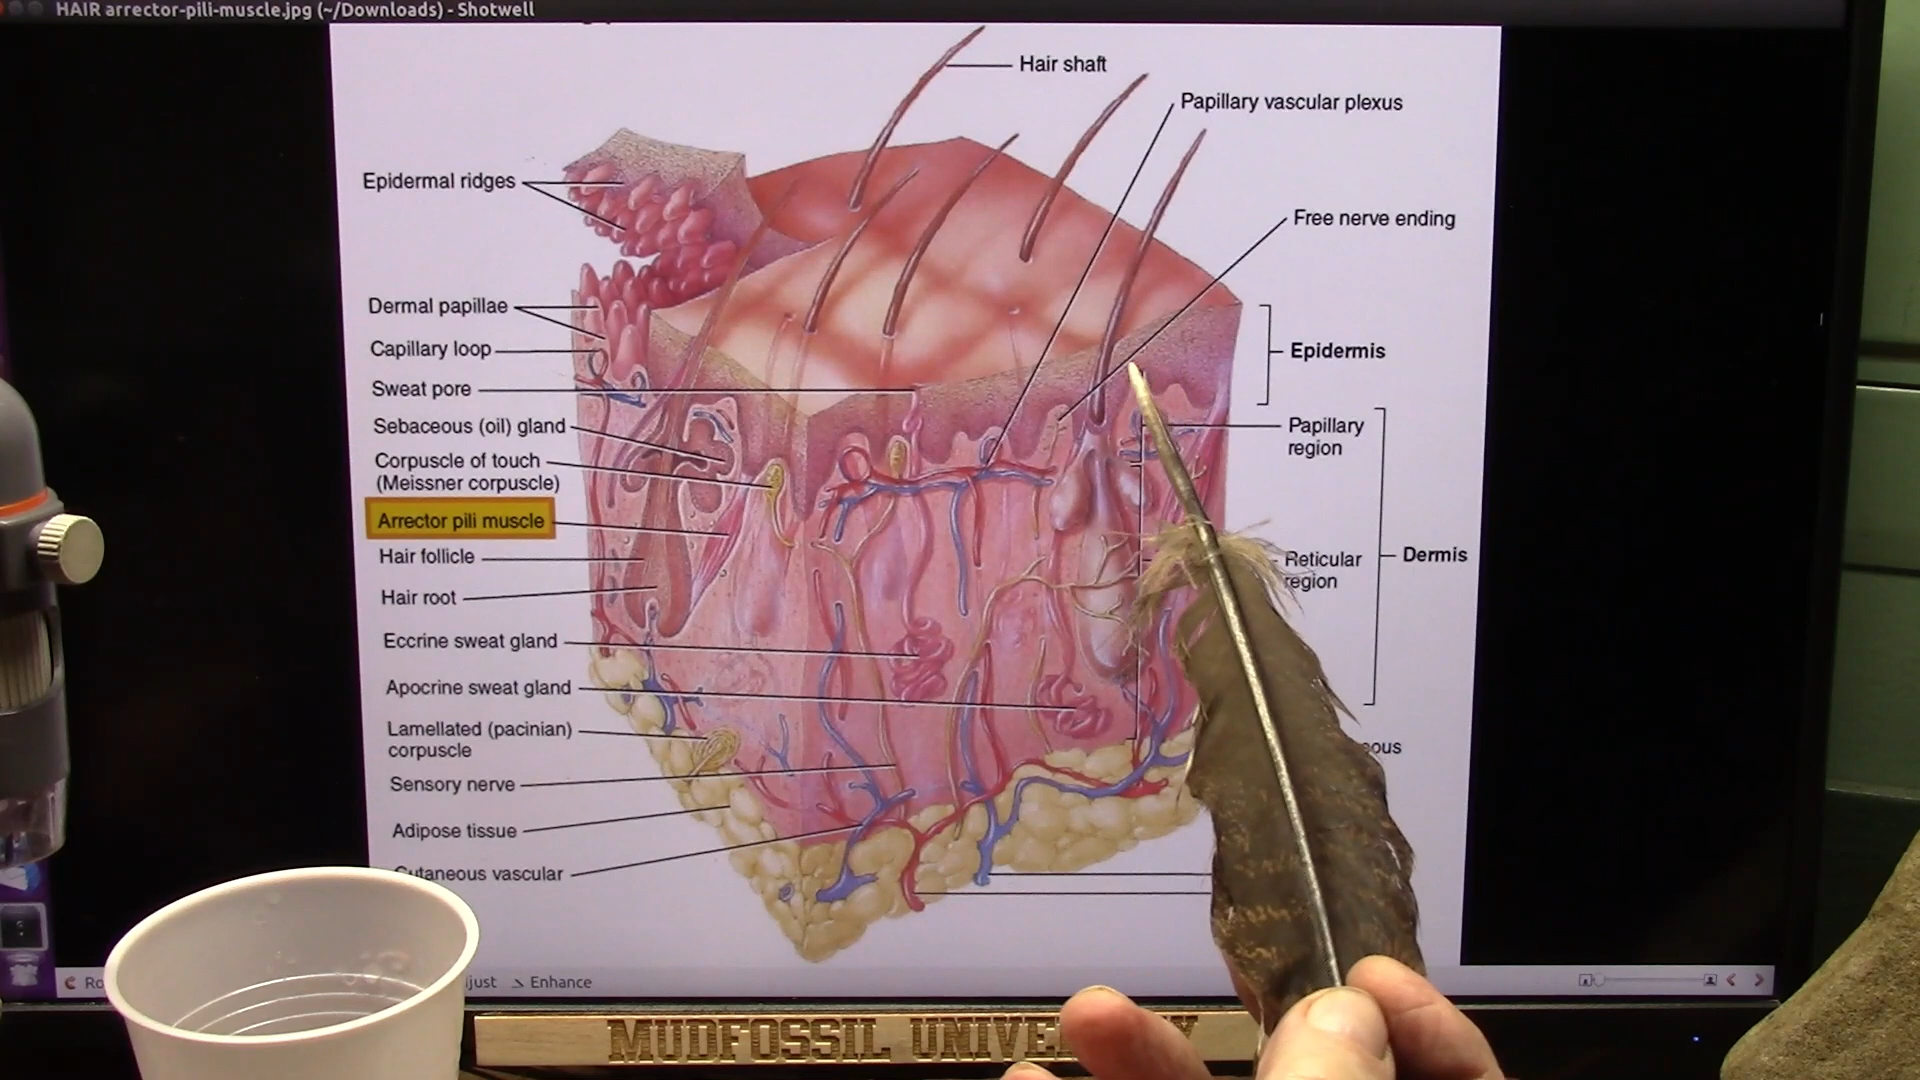 HAIR arrector-pili-muscle.jpg (~/Downloads) - Shotwell
Hair shaft
Papillary vascular plexus
Epidermal ridges
Free nerve ending
Dermal papillae
Capillary loop
Epidermis
Sweat pore
Sebaceous (oil) gland
Papillary
region
Corpuscle of touch
(Meissner corpuscle)
Arrector pili muscle
Hair follicle
Reticular
region
Dermis
Hair root
Eccrine sweat gland
Apocrine sweat gland
Lamellated (pacinian)
corpuscle
Sensory nerve
Adipose tissue
Cutaneous vascular
Enhance
MUDFOSSIL